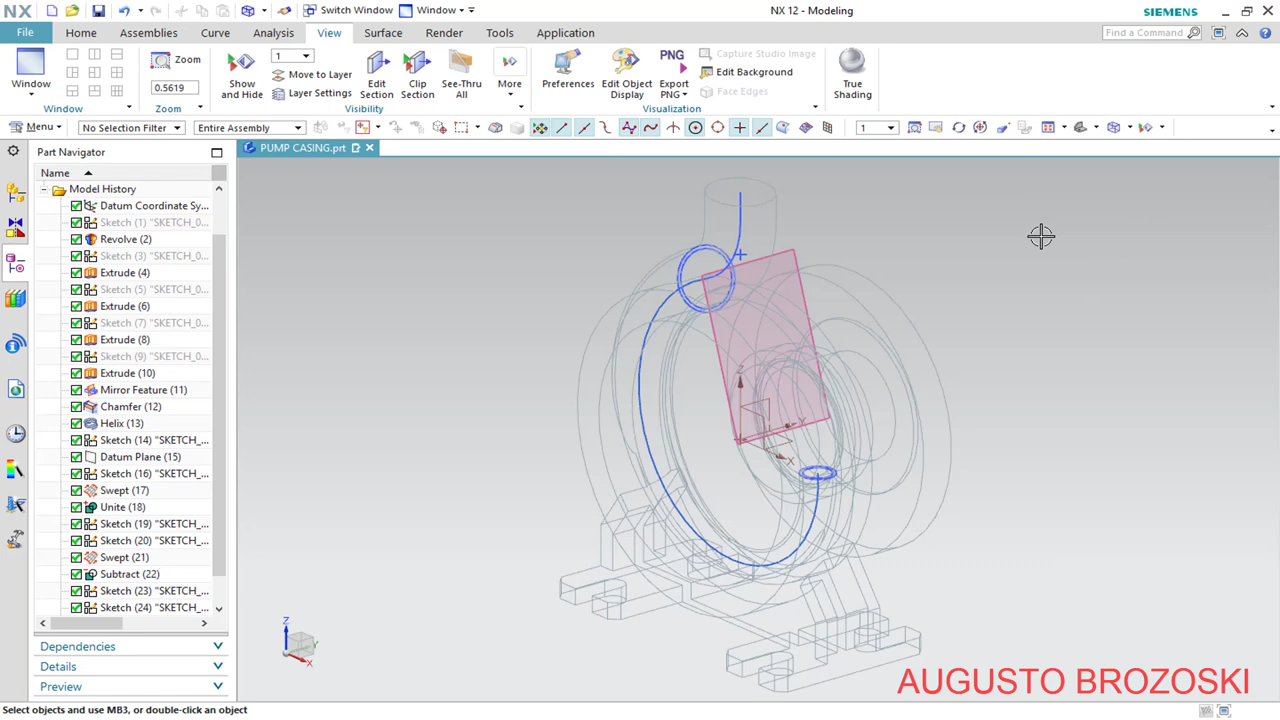 NX
Switch Window
Window
NX 12 - Modeling
SIEMENS
File
Home
Assemblies
Curve
Analysis
View
Surface
Render
Tools
Application
Find a Command
Window
Zoom
0.5619
Show and Hide
1
Move to Layer
Layer Settings
Edit Section
Clip Section
See-Thru All
More
Preferences
Edit Object Display
PNG
Export PNG
Capture Studio Image
Edit Background
Face Edges
True Shading
Window
Zoom
Visibility
Visualization
Menu
No Selection Filter
Entire Assembly
1
Part Navigator
PUMP CASING.prt
Name
Model History
Datum Coordinate Sy...
Sketch (1) "SKETCH_0...
Revolve (2)
Sketch (3) "SKETCH_0...
Extrude (4)
Sketch (5) "SKETCH_0...
Extrude (6)
Sketch (7) "SKETCH_0...
Extrude (8)
Sketch (9) "SKETCH_0...
Extrude (10)
Mirror Feature (11)
Chamfer (12)
Helix (13)
Sketch (14) "SKETCH_...
Datum Plane (15)
Sketch (16) "SKETCH_...
Swept (17)
Unite (18)
Sketch (19) "SKETCH_...
Sketch (20) "SKETCH_...
Swept (21)
Subtract (22)
Sketch (23) "SKETCH_...
Sketch (24) "SKETCH_...
Dependencies
Details
Preview
Z
Y
X
Z
Y
X
AUGUSTO BROZOSKI
Select objects and use MB3, or double-click an object